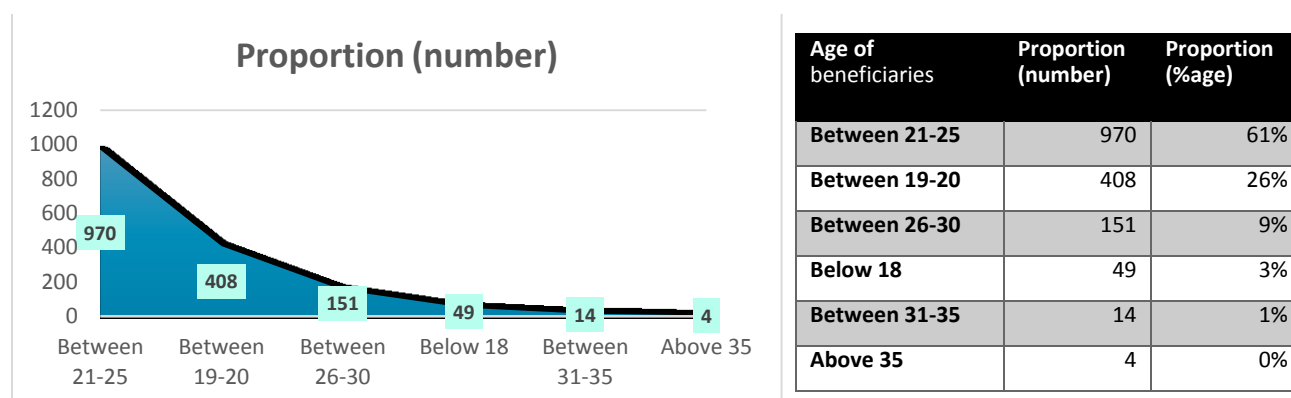 Proportion (number)
1200
1000
800
600
400
200
0
970
408
151
49
14
4
Between 21-25
Between 19-20
Between 26-30
Below 18
Between 31-35
Above 35
Age of beneficiaries Proportion (number) Proportion (%age)
Between 21-25 970 61%
Between 19-20 408 26%
Between 26-30 151 9%
Below 18 49 3%
Between 31-35 14 1%
Above 35 4 0%